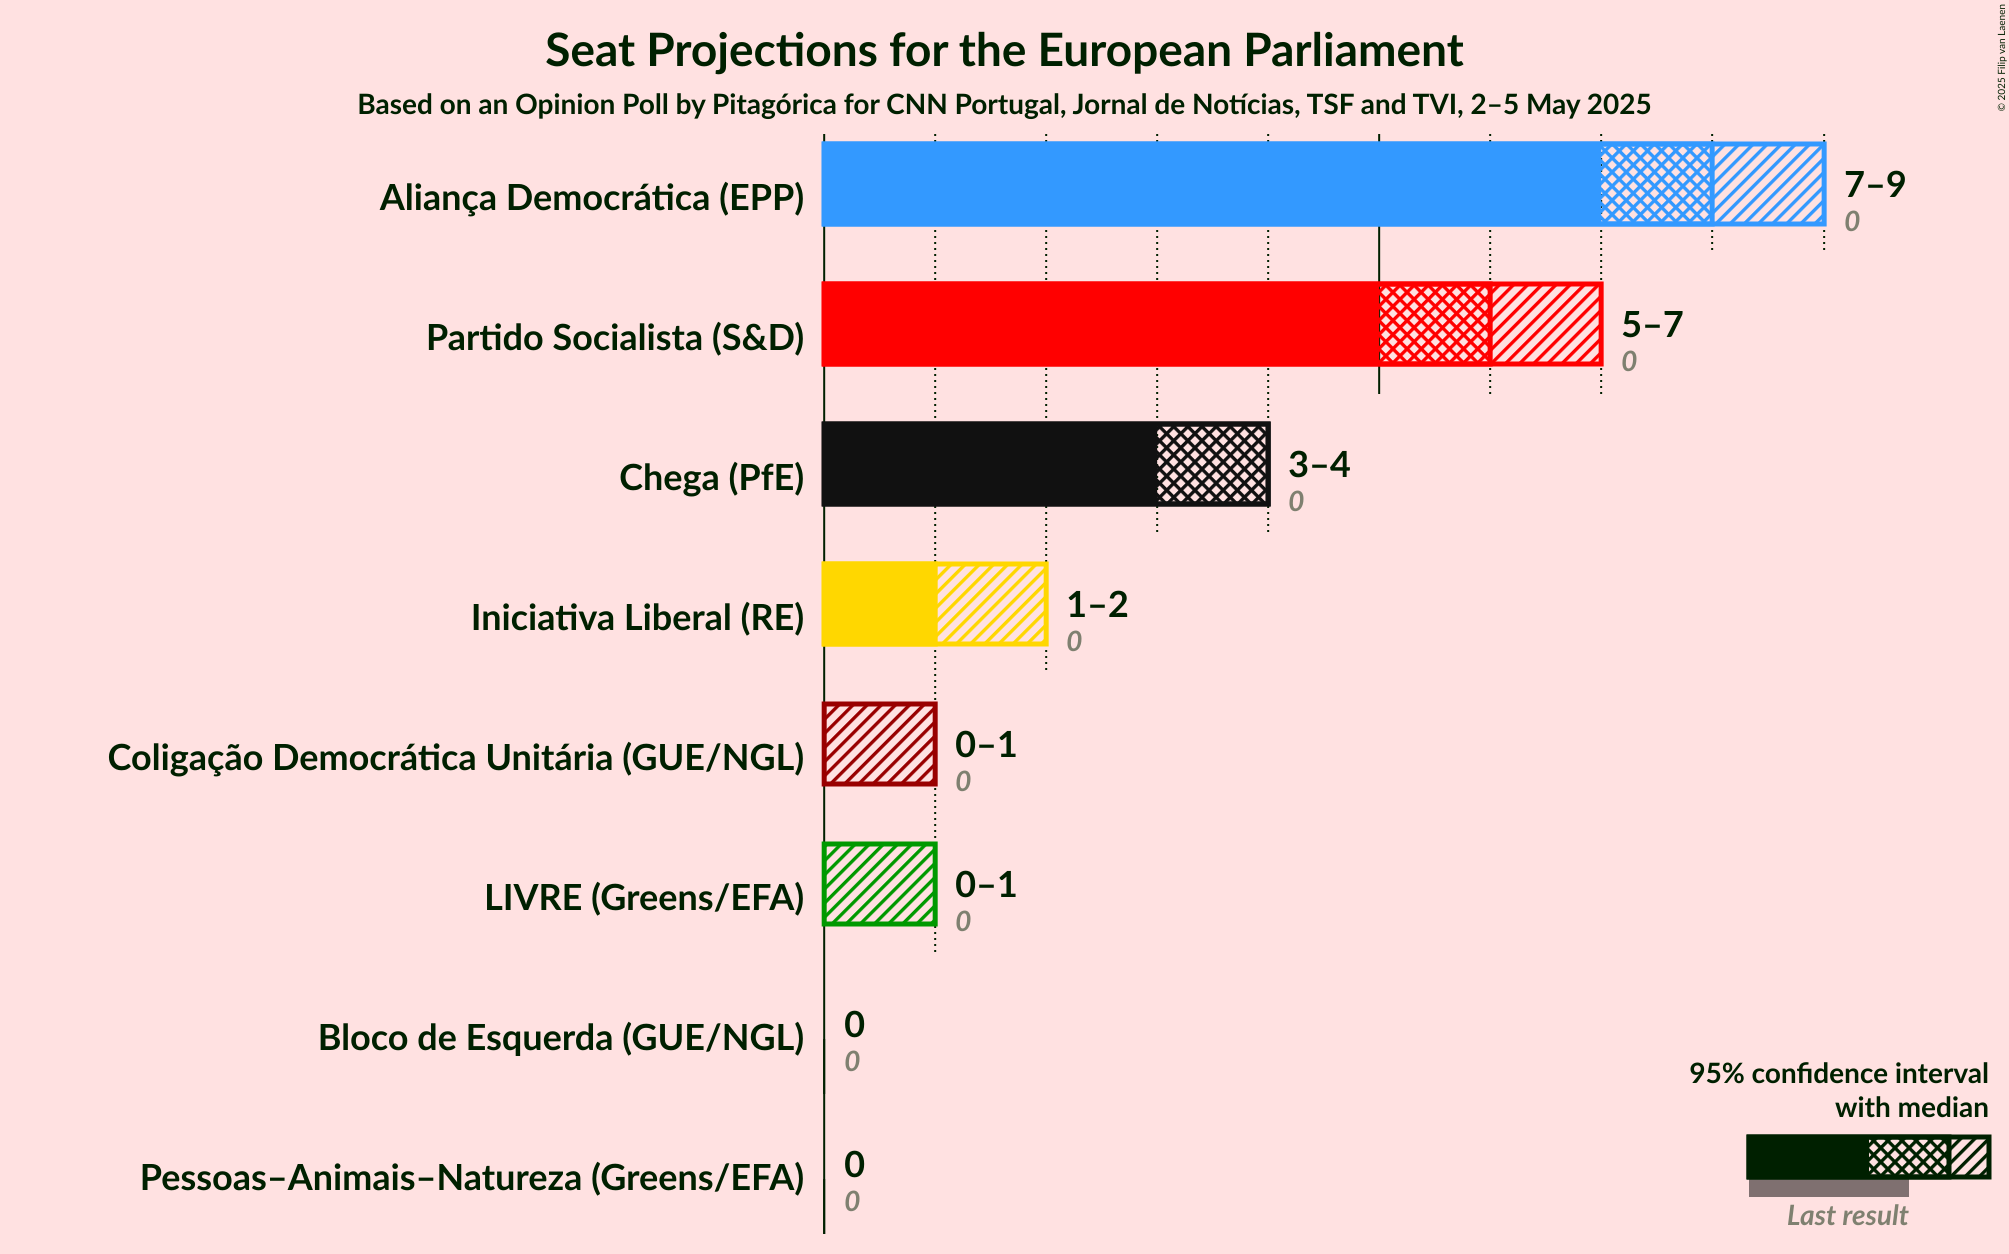 Seat Projections for the European Parliament
Based on an Opinion Poll by Pitagórica for CNN Portugal, Jornal de Notícias, TSF and TVI, 2–5 May 2025
© 2025 Filip van Laenen
Aliança Democrática (EPP)
7–9
0
Partido Socialista (S&D)
5–7
0
Chega (PfE)
3–4
0
Iniciativa Liberal (RE)
1–2
0
Coligação Democrática Unitária (GUE/NGL)
0–1
0
LIVRE (Greens/EFA)
0–1
0
Bloco de Esquerda (GUE/NGL)
0
0
Pessoas–Animais–Natureza (Greens/EFA)
0
0
95% confidence interval
with median
Last result